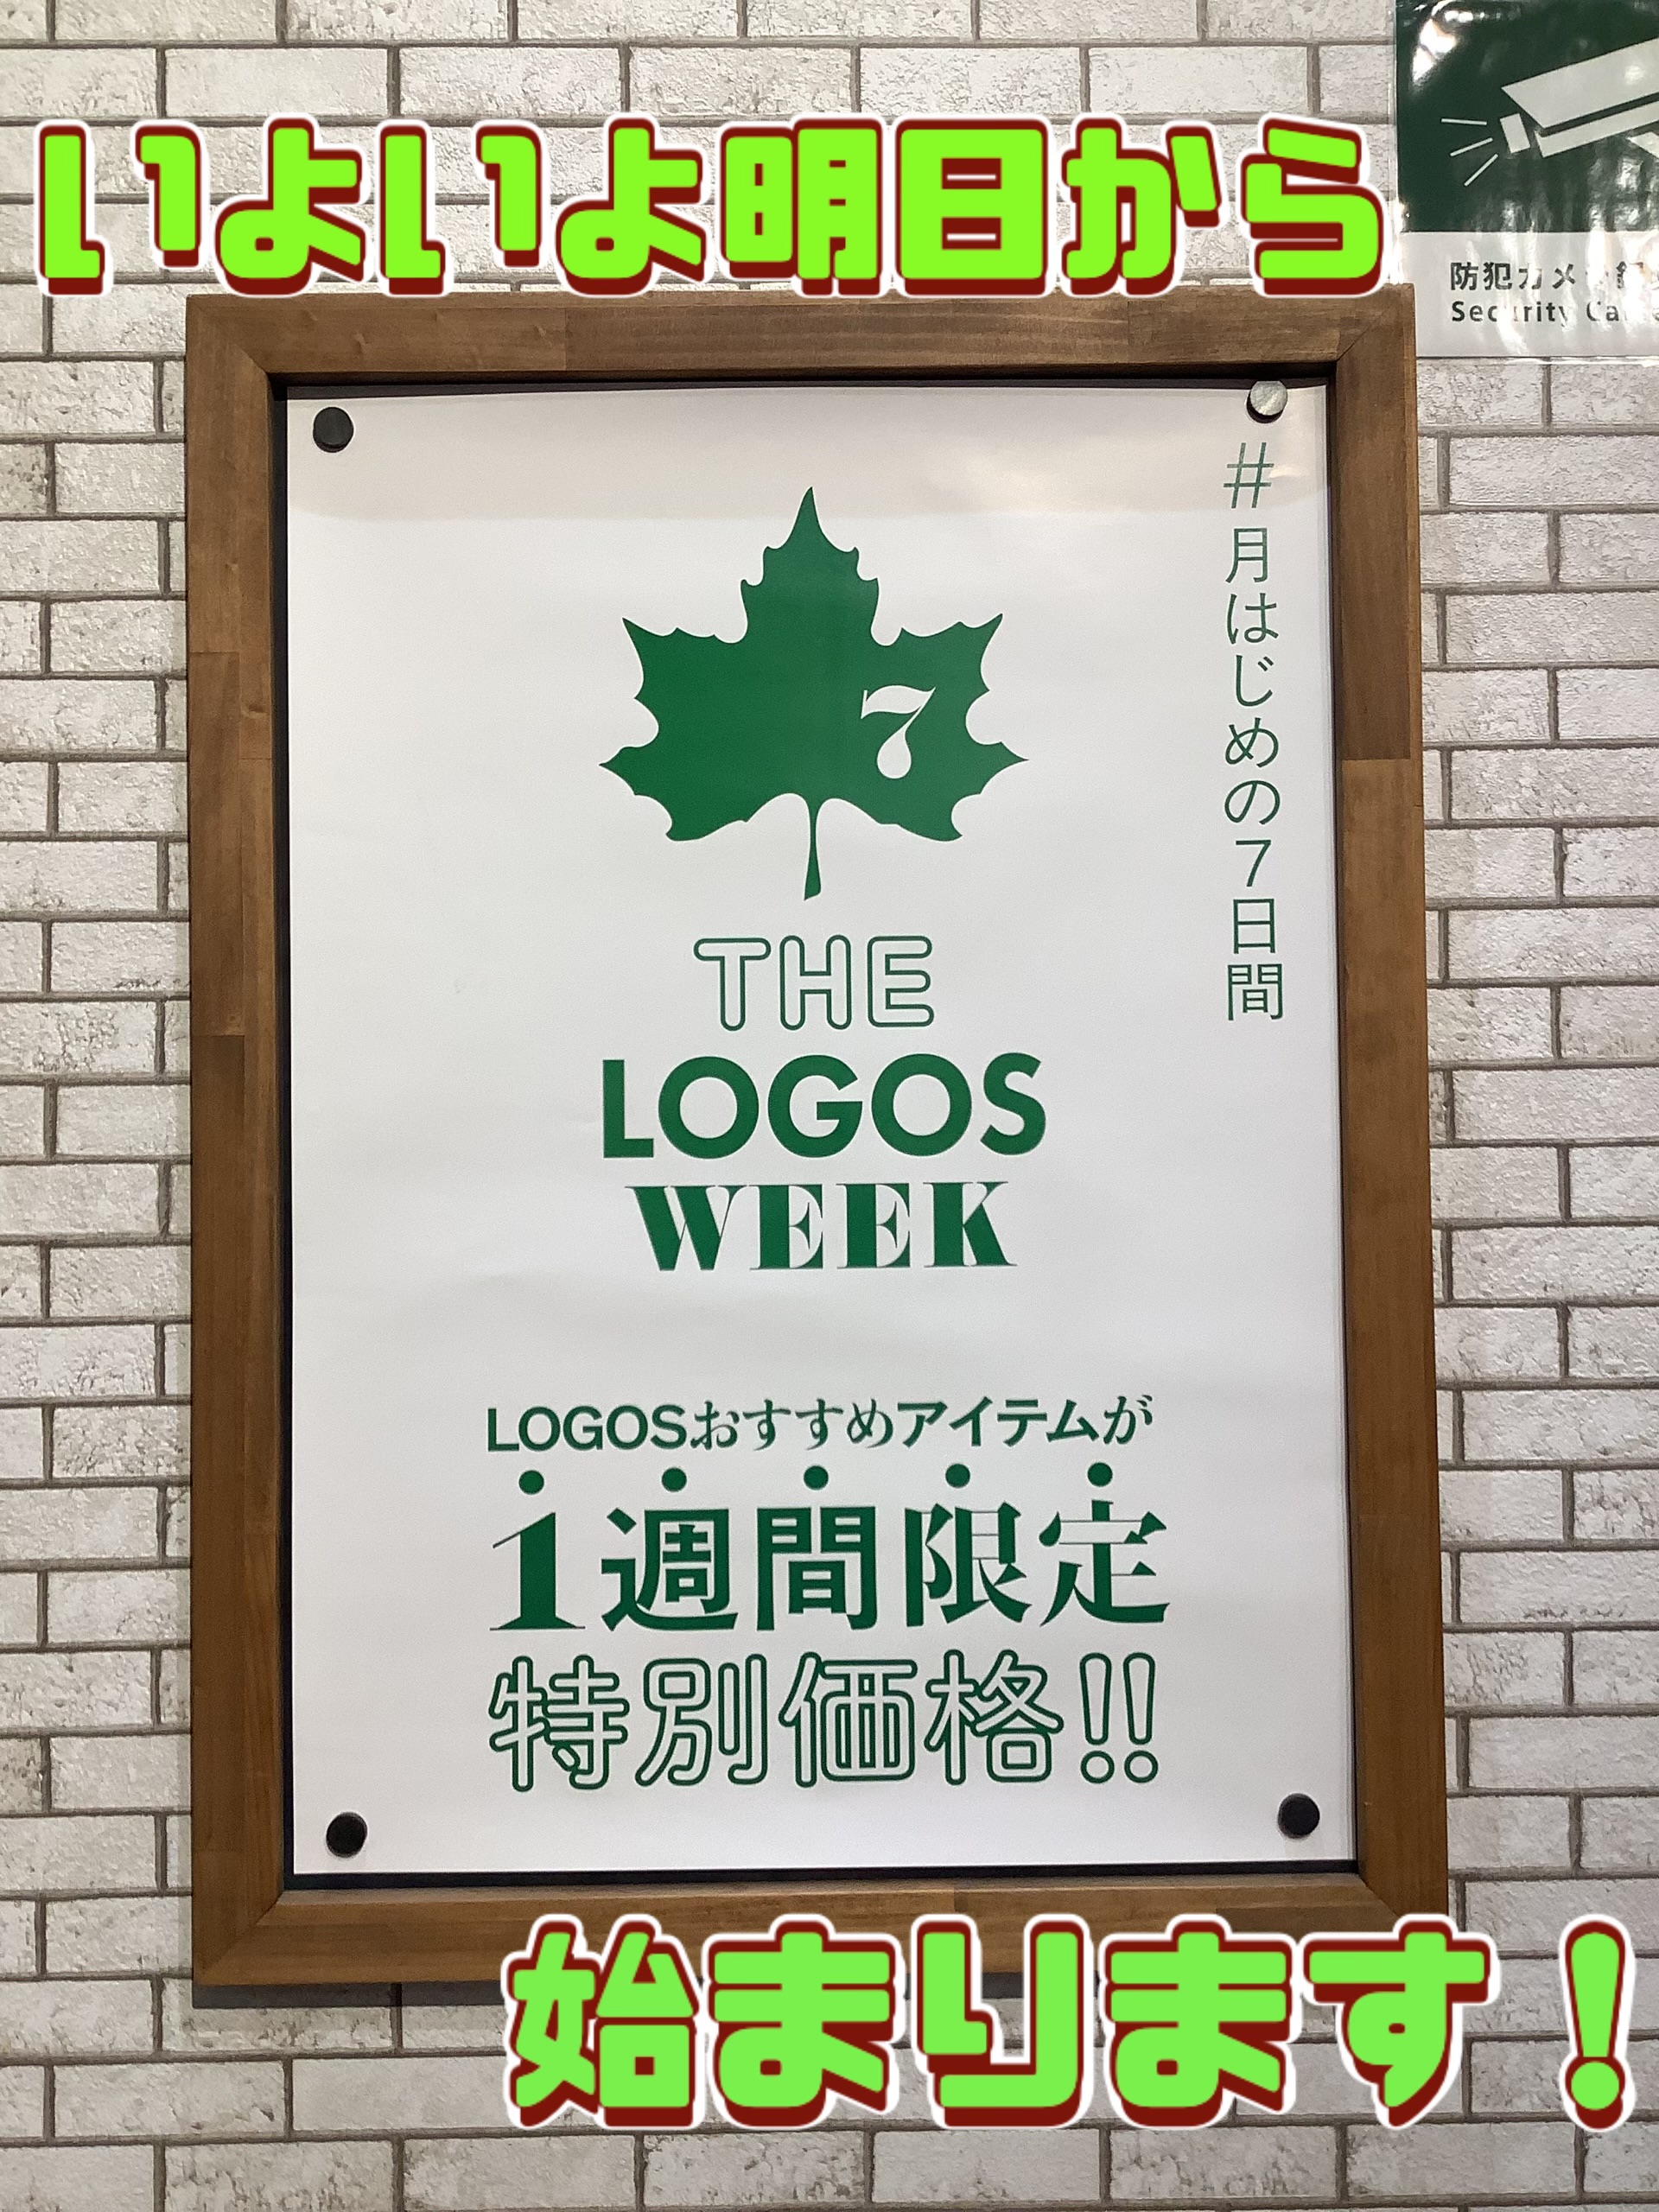 いよいよ明日から
防犯カメ
Security
#月はじめの7日間
7
THE
LOGOS
WEEK
LOGOSおすすめアイテムが
1週間限定
特別価格!!
始まります！